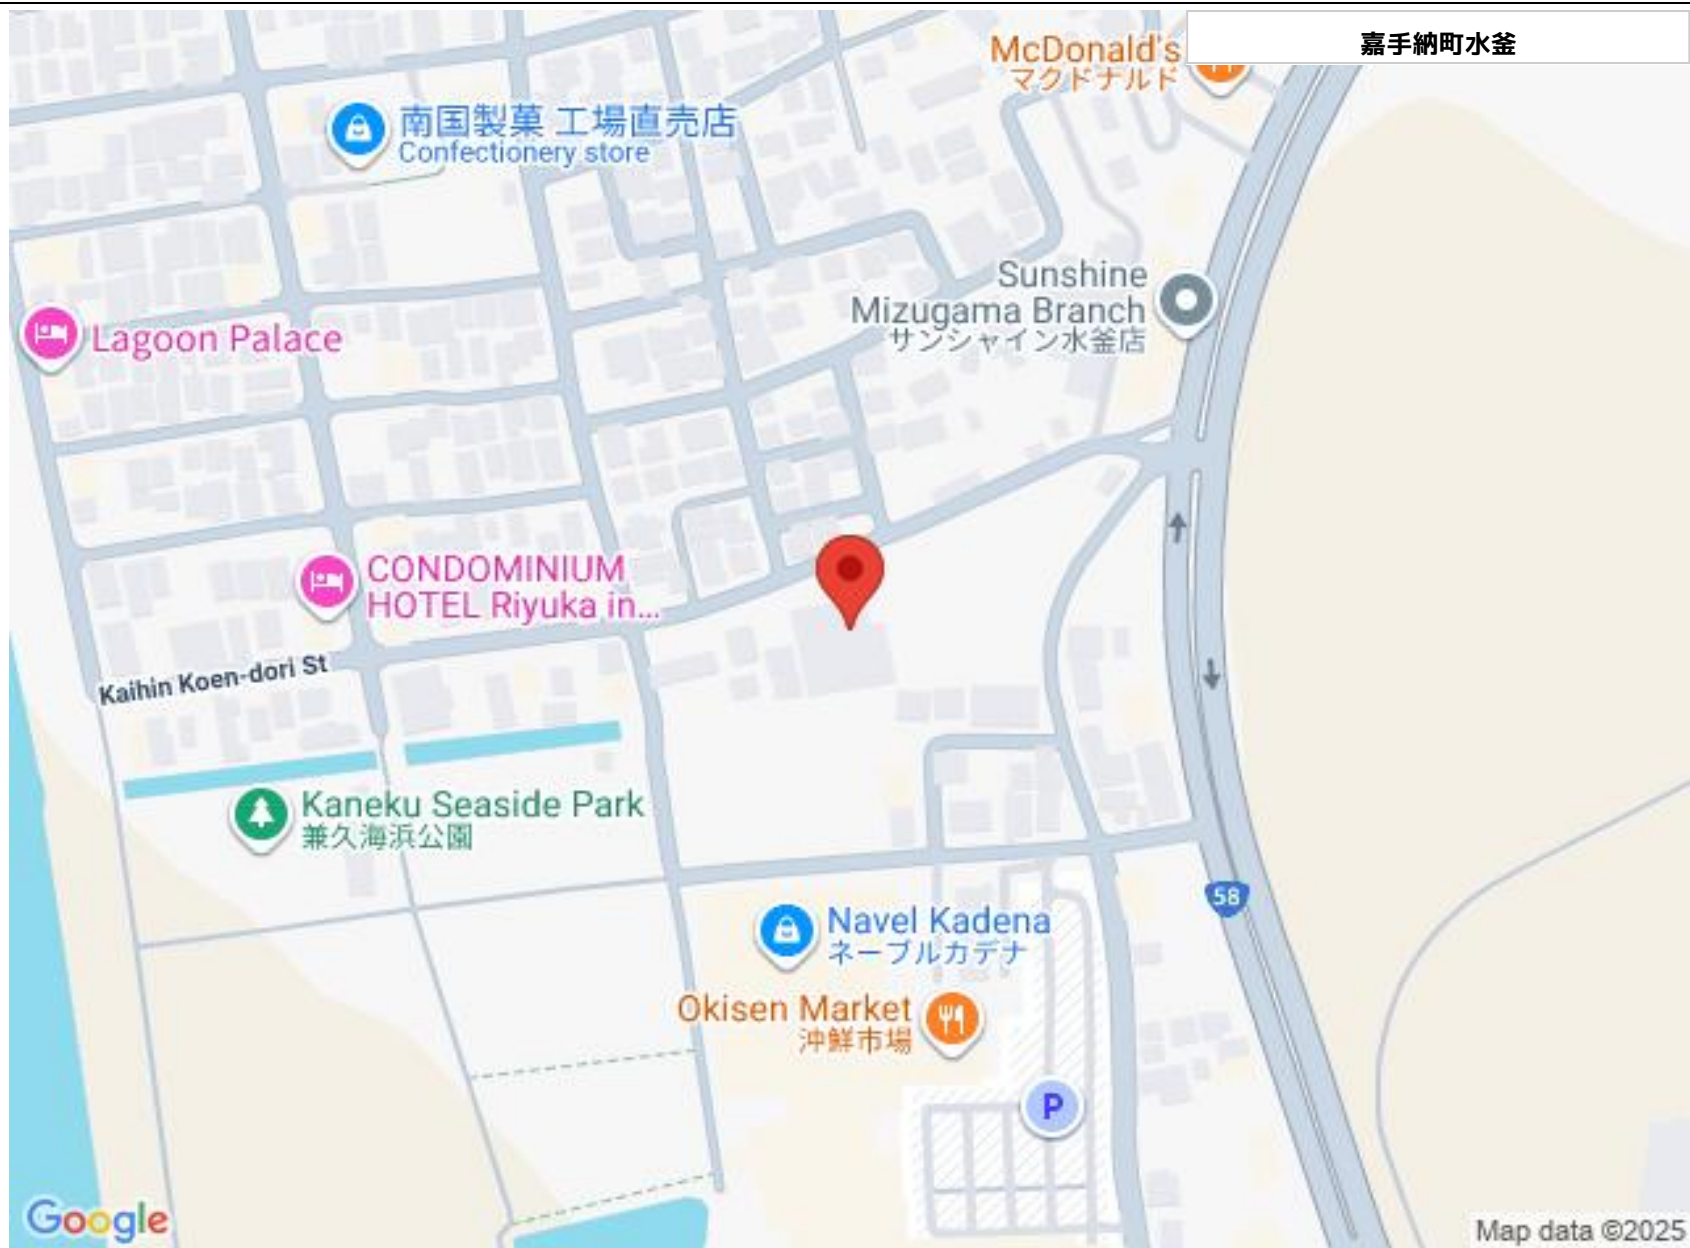 嘉手納町水釜
McDonald's
マクドナルド
南国製菓 工場直売店
Confectionery store
Sunshine
Mizugama Branch
サンシャイン水釜店
Lagoon Palace
CONDOMINIUM
HOTEL Riyuka in...
Kaihin Koen-dori St
Kaneku Seaside Park
兼久海浜公園
58
Navel Kadena
ネーブルカデナ
Okisen Market
沖鮮市場
P
Google
Map data ©2025